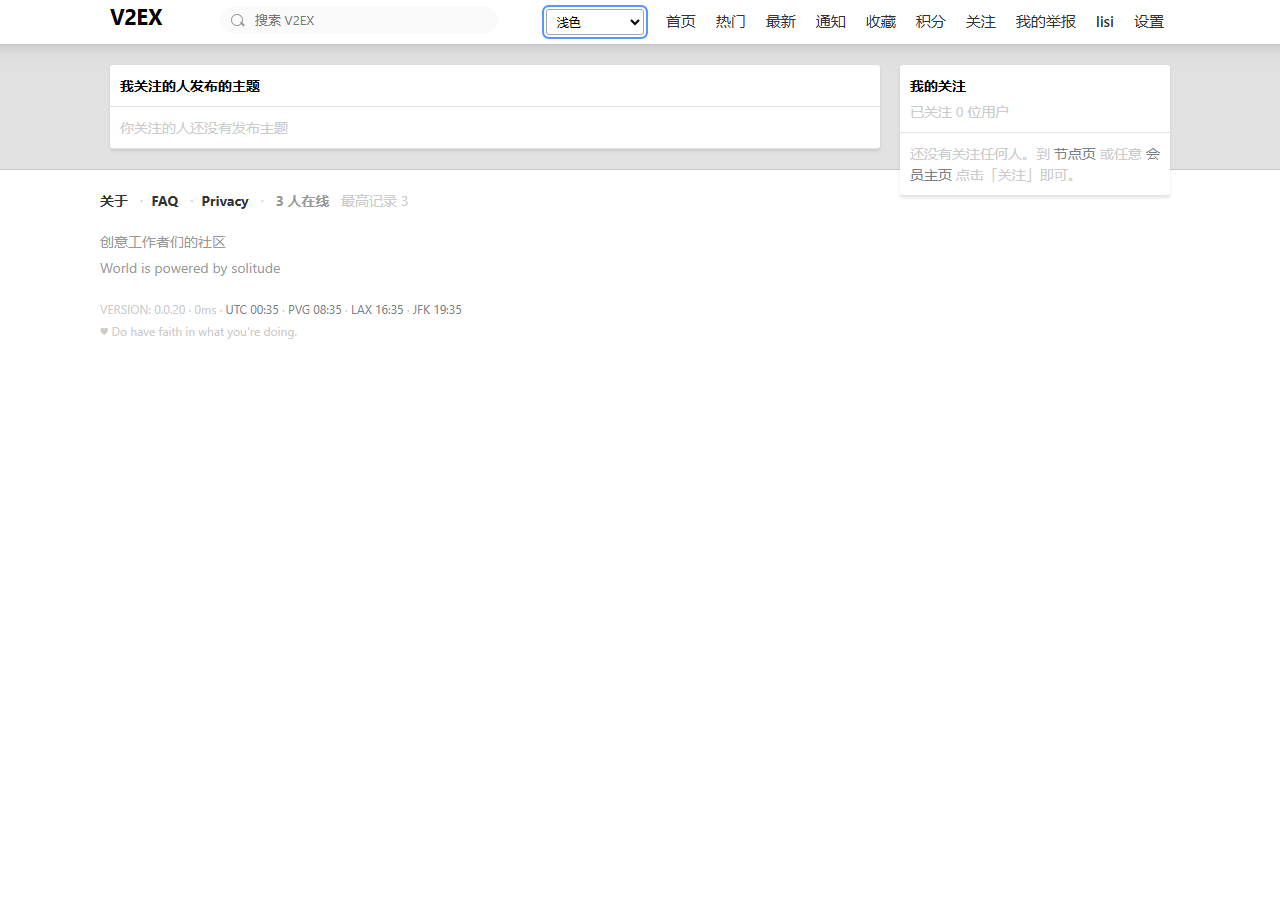 V2EX
搜索 V2EX
浅色
首页 热门 最新 通知 收藏 积分 关注 我的举报 lisi 设置
我关注的人发布的主题
你关注的人还没有发布主题
我的关注
已关注 0 位用户
还没有关注任何人。到 节点页 或任意 会
员主页 点击「关注」即可。
关于 · FAQ · Privacy · 3 人在线 最高记录 3
创意工作者们的社区
World is powered by solitude
VERSION: 0.0.20 · 0ms · UTC 00:35 · PVG 08:35 · LAX 16:35 · JFK 19:35
♥ Do have faith in what you're doing.